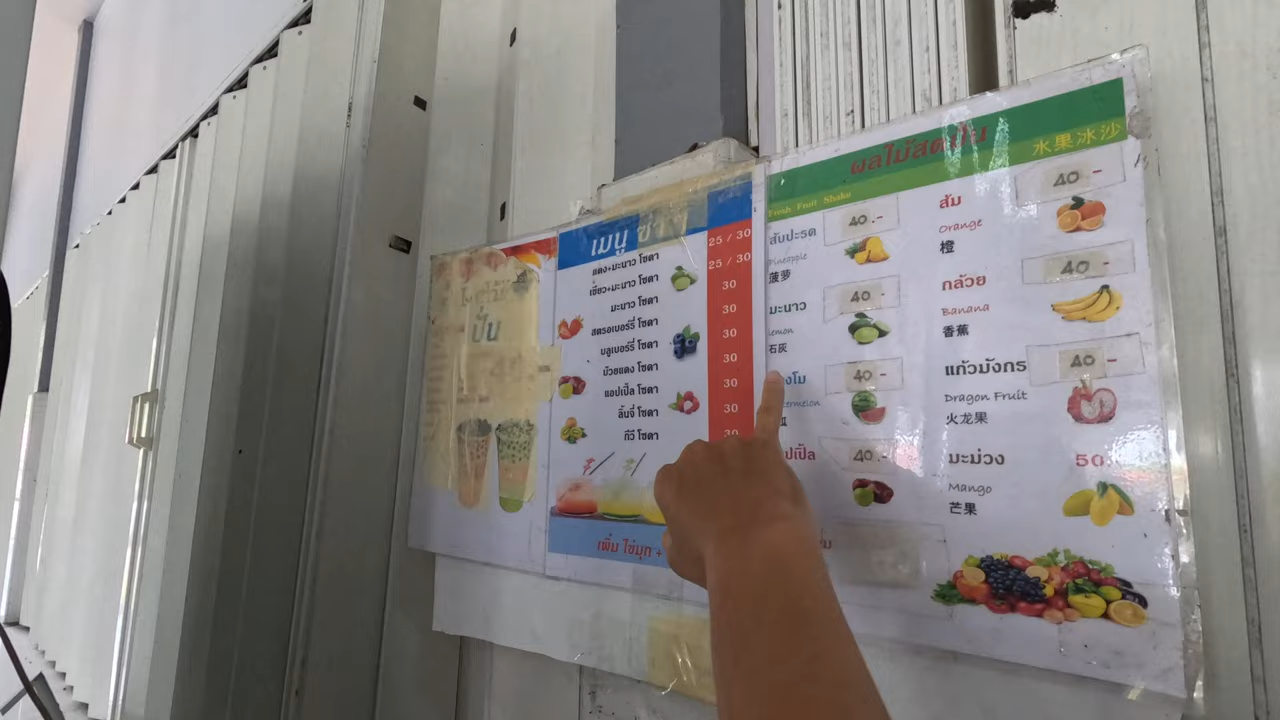 ปั่น
เมนู
25 / 30
แดง+มะนาว โซดา
25 / 30
เขียว+มะนาว โซดา
30
มะนาว โซดา
30
สตรอเบอร์รี่ โซดา
30
บลูเบอร์รี่ โซดา
30
บ๊วยแดง โซดา
30
แอปเปิ้ล โซดา
30
ลิ้นจี่ โซดา
30
กีวี โซดา
เพิ่ม ไข่มุก +
ผลไม้สดปั่น
水果冰沙
Fresh Fruit Shake
สับปะรด
40.-
Pineapple
菠萝
มะนาว
40 -
lemon
石灰
40 -
40.-
ส้ม
40 -
Orange
橙
กล้วย
40 -
Banana
香蕉
แก้วมังกร
40 -
Dragon Fruit
火龙果
มะม่วง
50
Mango
芒果